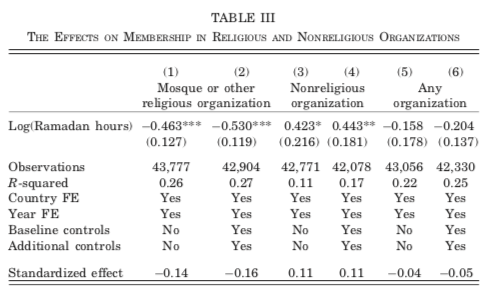 TABLE III
THE EFFECTS ON MEMBERSHIP IN RELIGIOUS AND NONRELIGIOUS ORGANIZATIONS
(1) (2) (3) (4) (5) (6)
Mosque or other Nonreligious Any
religious organization organization organization
Log(Ramadan hours) −0.463*** −0.530*** 0.423* 0.443** −0.158 −0.204
(0.127) (0.119) (0.216) (0.181) (0.178) (0.137)
Observations 43,777 42,904 42,771 42,078 43,056 42,330
R-squared 0.26 0.27 0.11 0.17 0.22 0.25
Country FE Yes Yes Yes Yes Yes Yes
Year FE Yes Yes Yes Yes Yes Yes
Baseline controls No Yes No Yes No Yes
Additional controls No Yes No Yes No Yes
Standardized effect −0.14 −0.16 0.11 0.11 −0.04 −0.05